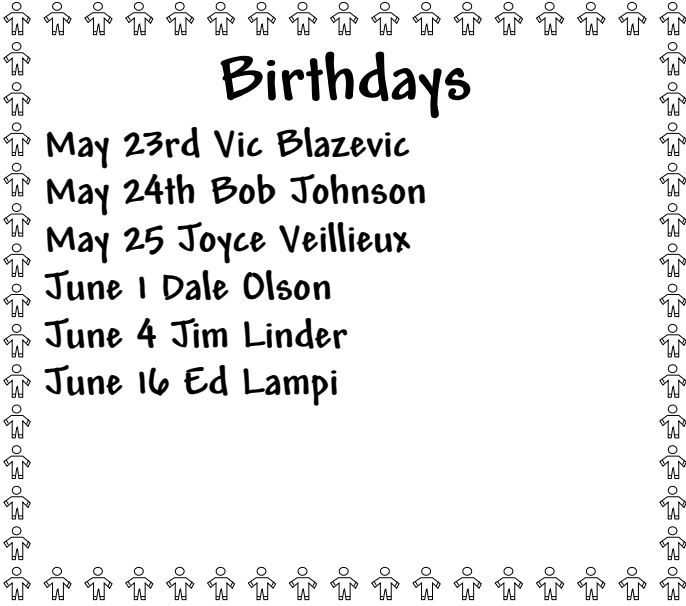 Birthdays
May 23rd Vic Blazevic
May 24th Bob Johnson
May 25 Joyce Veillieux
June 1 Dale Olson
June 4 Jim Linder
June 16 Ed Lampi